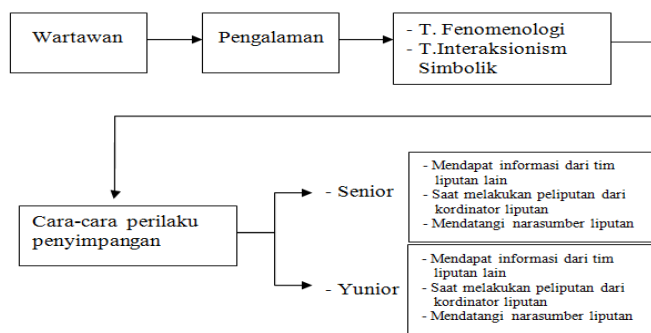 Wartawan
Pengalaman
- T. Fenomenologi
- T.Interaksionism
Simbolik
Cara-cara perilaku
penyimpangan
- Senior
- Mendapat informasi dari tim
liputan lain
- Saat melakukan peliputan dari
kordinator liputan
- Mendatangi narasumber liputan
- Yunior
- Mendapat informasi dari tim
liputan lain
- Saat melakukan peliputan dari
kordinator liputan
- Mendatangi narasumber liputan